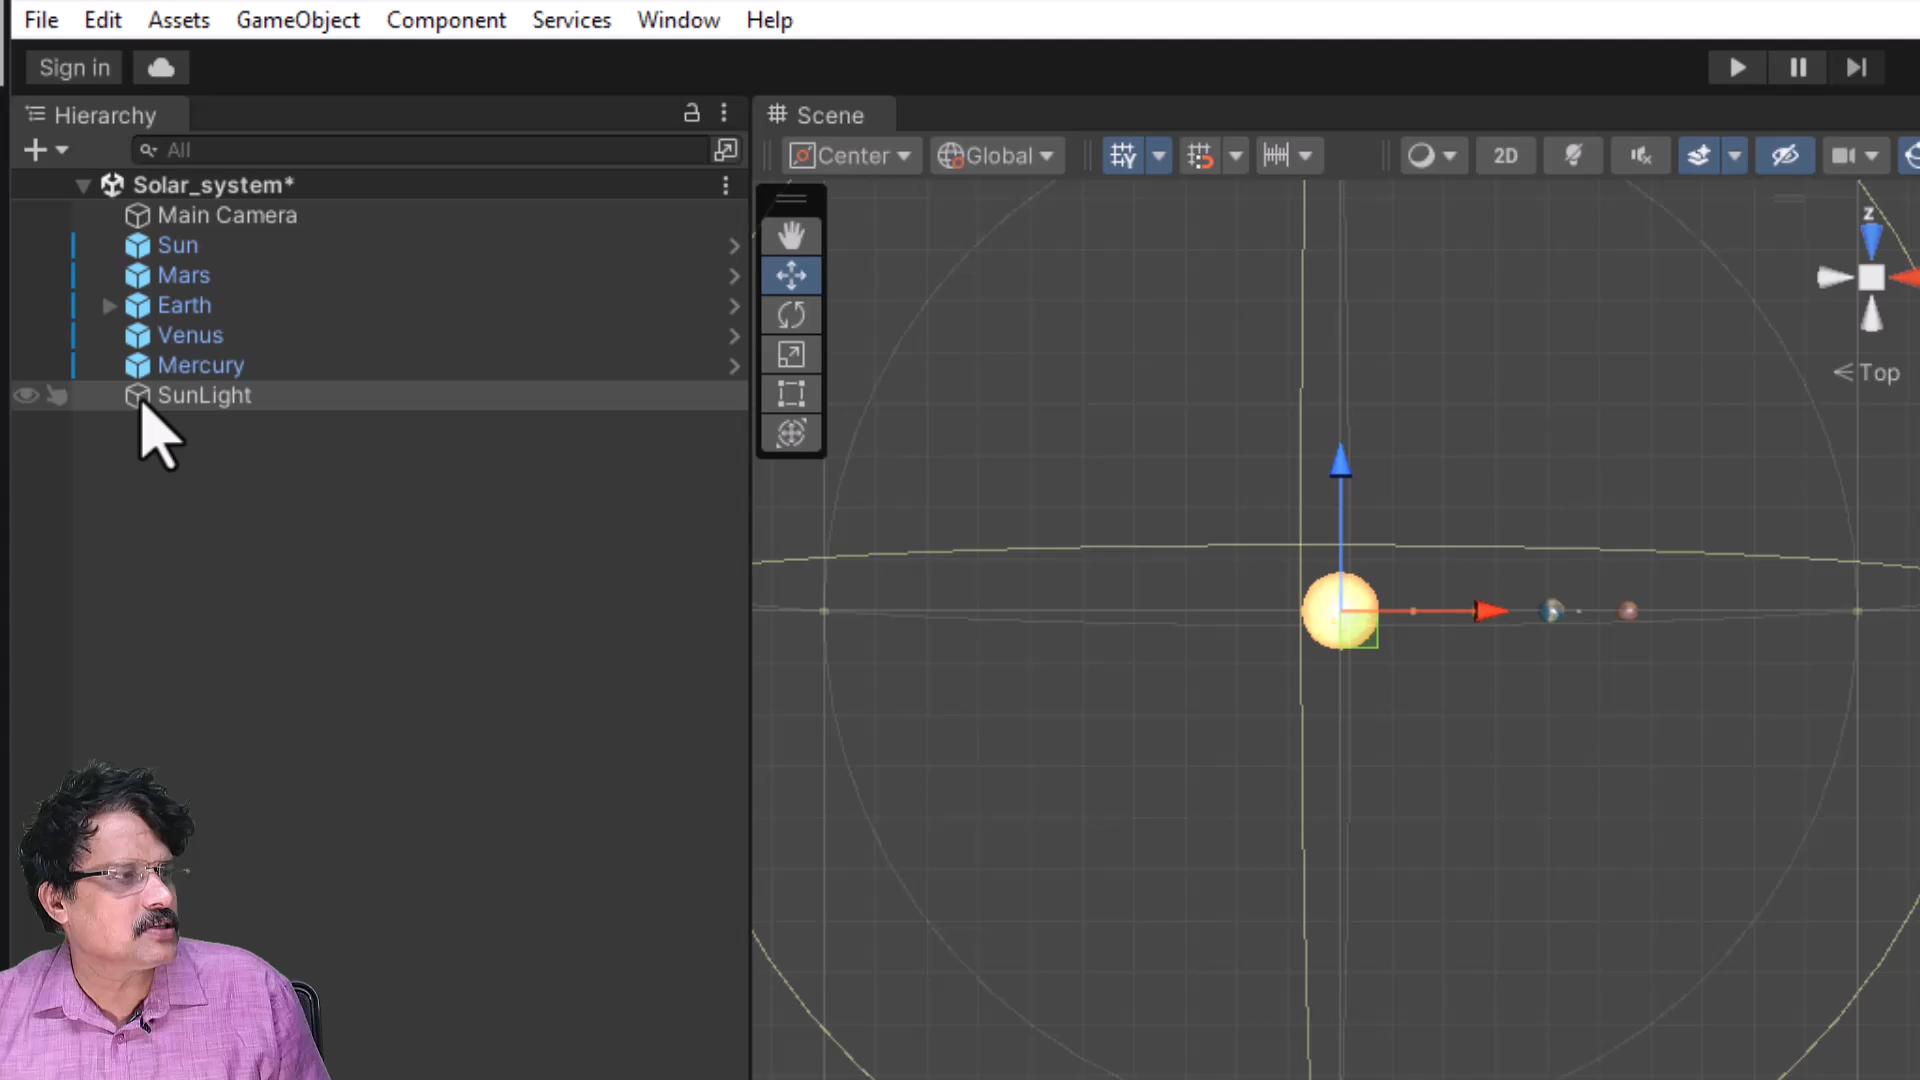 File Edit Assets GameObject Component Services Window Help
Sign in
Hierarchy
All
Solar_system*
Main Camera
Sun
Mars
Earth
Venus
Mercury
SunLight
Scene
Center Global 2D
z
Top